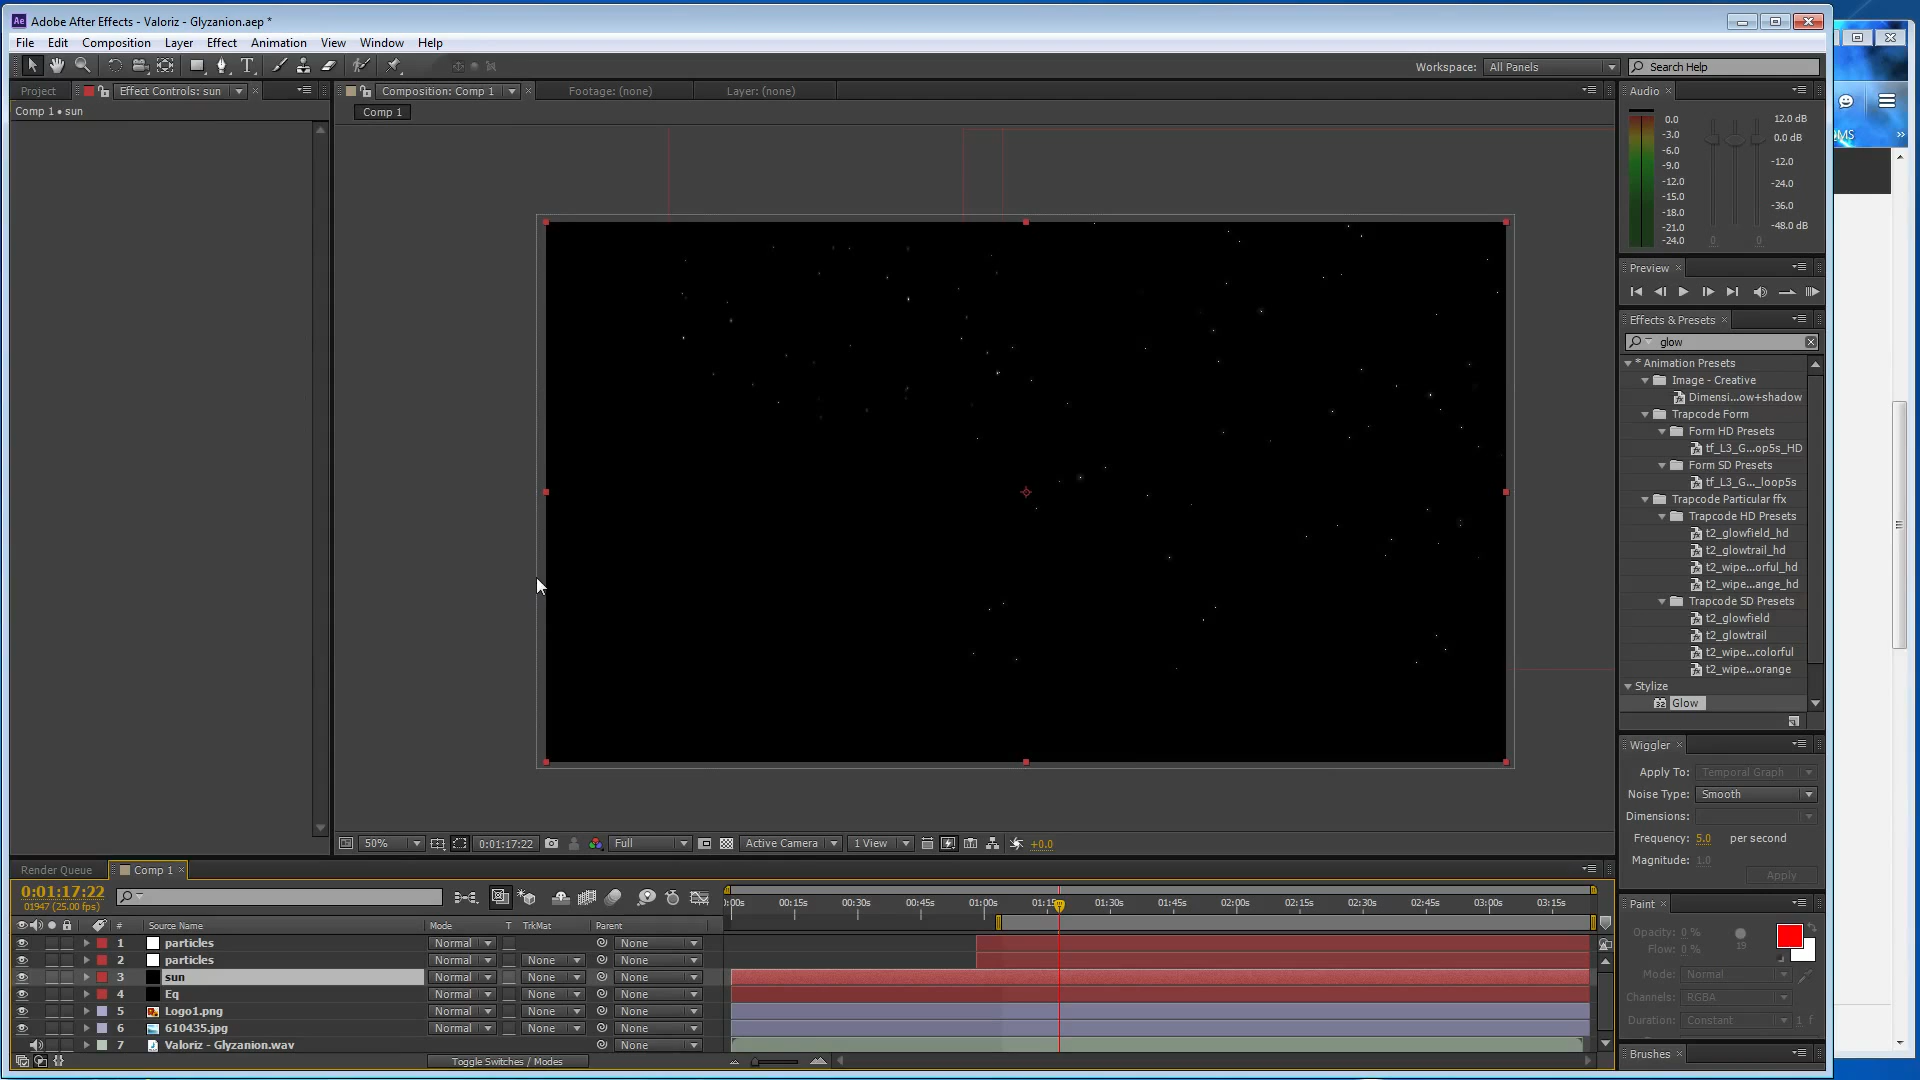 Ae Adobe After Effects - Valoriz - Glyzanion.aep *
File Edit Composition Layer Effect Animation View Window Help
Workspace: All Panels Search Help
Project Effect Controls: sun Composition: Comp 1 Footage: (none) Layer: (none) Audio
Comp 1 • sun
Comp 1
0.0
-3.0
-6.0
-9.0
-12.0
-15.0
-18.0
-21.0
-24.0
12.0 dB
0.0 dB
-12.0
-24.0
-36.0
-48.0 dB
0 0
Preview
Effects & Presets
glow
* Animation Presets
Image - Creative
Dimensi...ow+shadow
Trapcode Form
Form HD Presets
tf_L3_G...op5s_HD
Form SD Presets
tf_L3_G..._loop5s
Trapcode Particular ffx
Trapcode HD Presets
t2_glowfield_hd
t2_glowtrail_hd
t2_wipe...orful_hd
t2_wipe...ange_hd
Trapcode SD Presets
t2_glowfield
t2_glowtrail
t2_wipe...colorful
t2_wipe...orange
Stylize
32 Glow
Wiggler
Apply To: Temporal Graph
Noise Type: Smooth
Dimensions:
Frequency: 5.0 per second
Magnitude: 1.0
Apply
Paint
Opacity: 0 %
Flow: 0 %
19
Mode: Normal
Channels: RGBA
Duration: Constant 1 f
Brushes
50% 0:01:17:22 Full Active Camera 1 View +0.0
Render Queue Comp 1
0:01:17:22
01947 (25.00 fps)
:00s 00:15s 00:30s 00:45s 01:00s 01:15s 01:30s 01:45s 02:00s 02:15s 02:30s 02:45s 03:00s 03:15s
# Source Name Mode T TrkMat Parent
1 particles Normal None
2 particles Normal None None
3 sun Normal None None
4 Eq Normal None None
5 Logo1.png Normal None None
6 610435.jpg Normal None None
7 Valoriz - Glyzanion.wav None
Toggle Switches / Modes